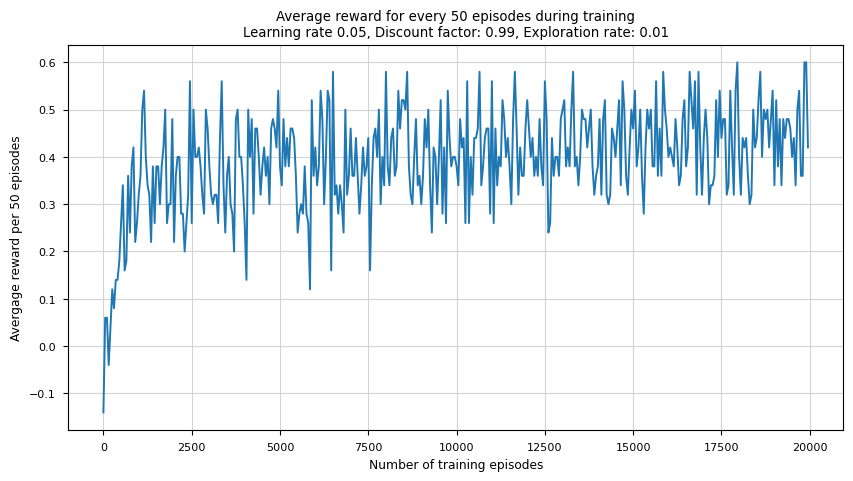 Average reward for every 50 episodes during training
Learning rate 0.05, Discount factor: 0.99, Exploration rate: 0.01
Avergage reward per 50 episodes
0.6
0.5
0.4
0.3
0.2
0.1
0.0
−0.1
0 2500 5000 7500 10000 12500 15000 17500 20000
Number of training episodes